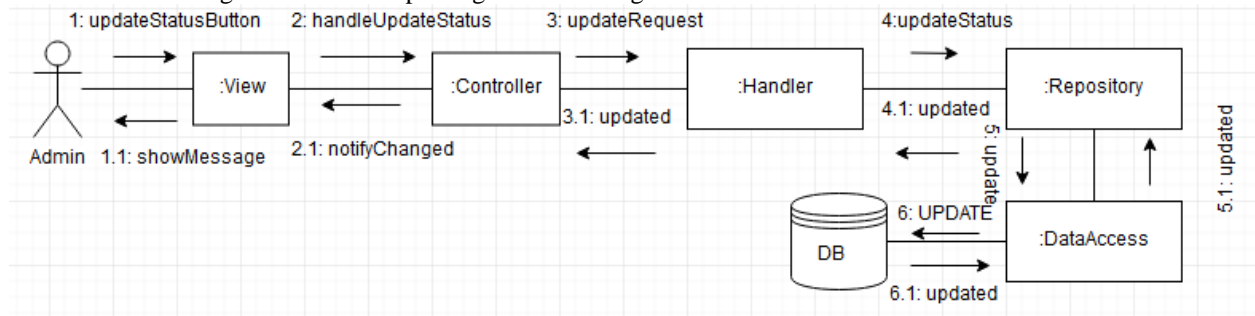 1: updateStatusButton
2: handleUpdateStatus
3: updateRequest
4:updateStatus
:View
:Controller
:Handler
:Repository
3.1: updated
4.1: updated
Admin
1.1: showMessage
2.1: notifyChanged
5: update
5.1: updated
6: UPDATE
DB
:DataAccess
6.1: updated